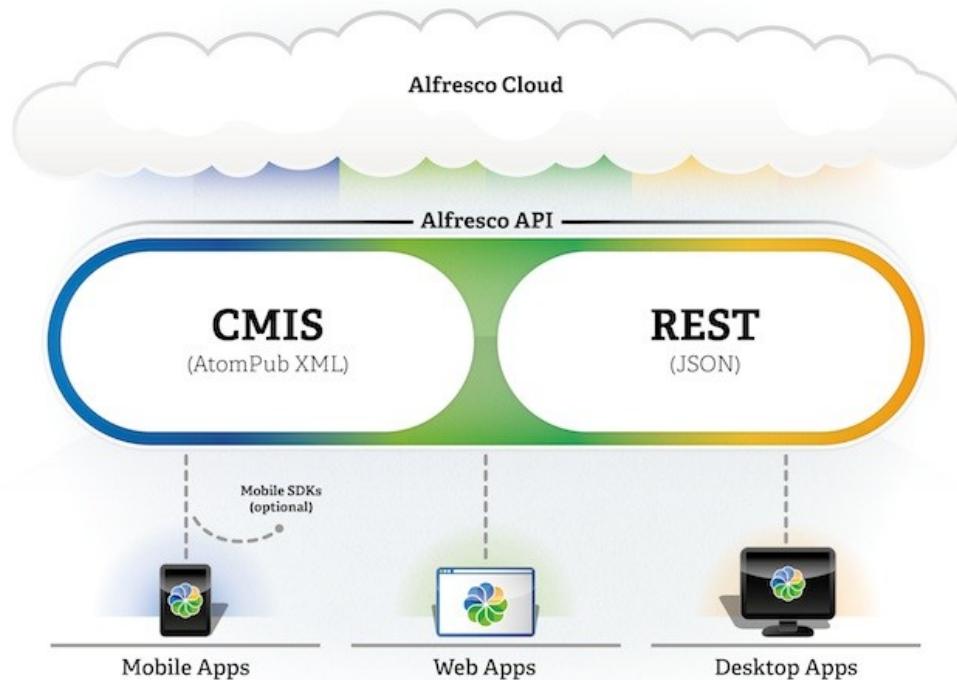 Alfresco Cloud
Alfresco API
CMIS
(AtomPub XML)
REST
(JSON)
Mobile SDKs
(optional)
Mobile Apps
Web Apps
Desktop Apps